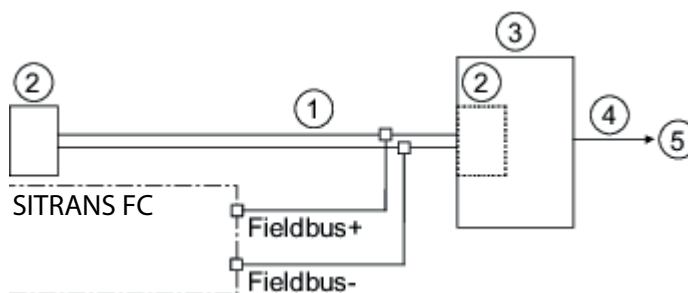 ③
② ① ② ④ ⑤
SITRANS FC
Fieldbus+
Fieldbus-